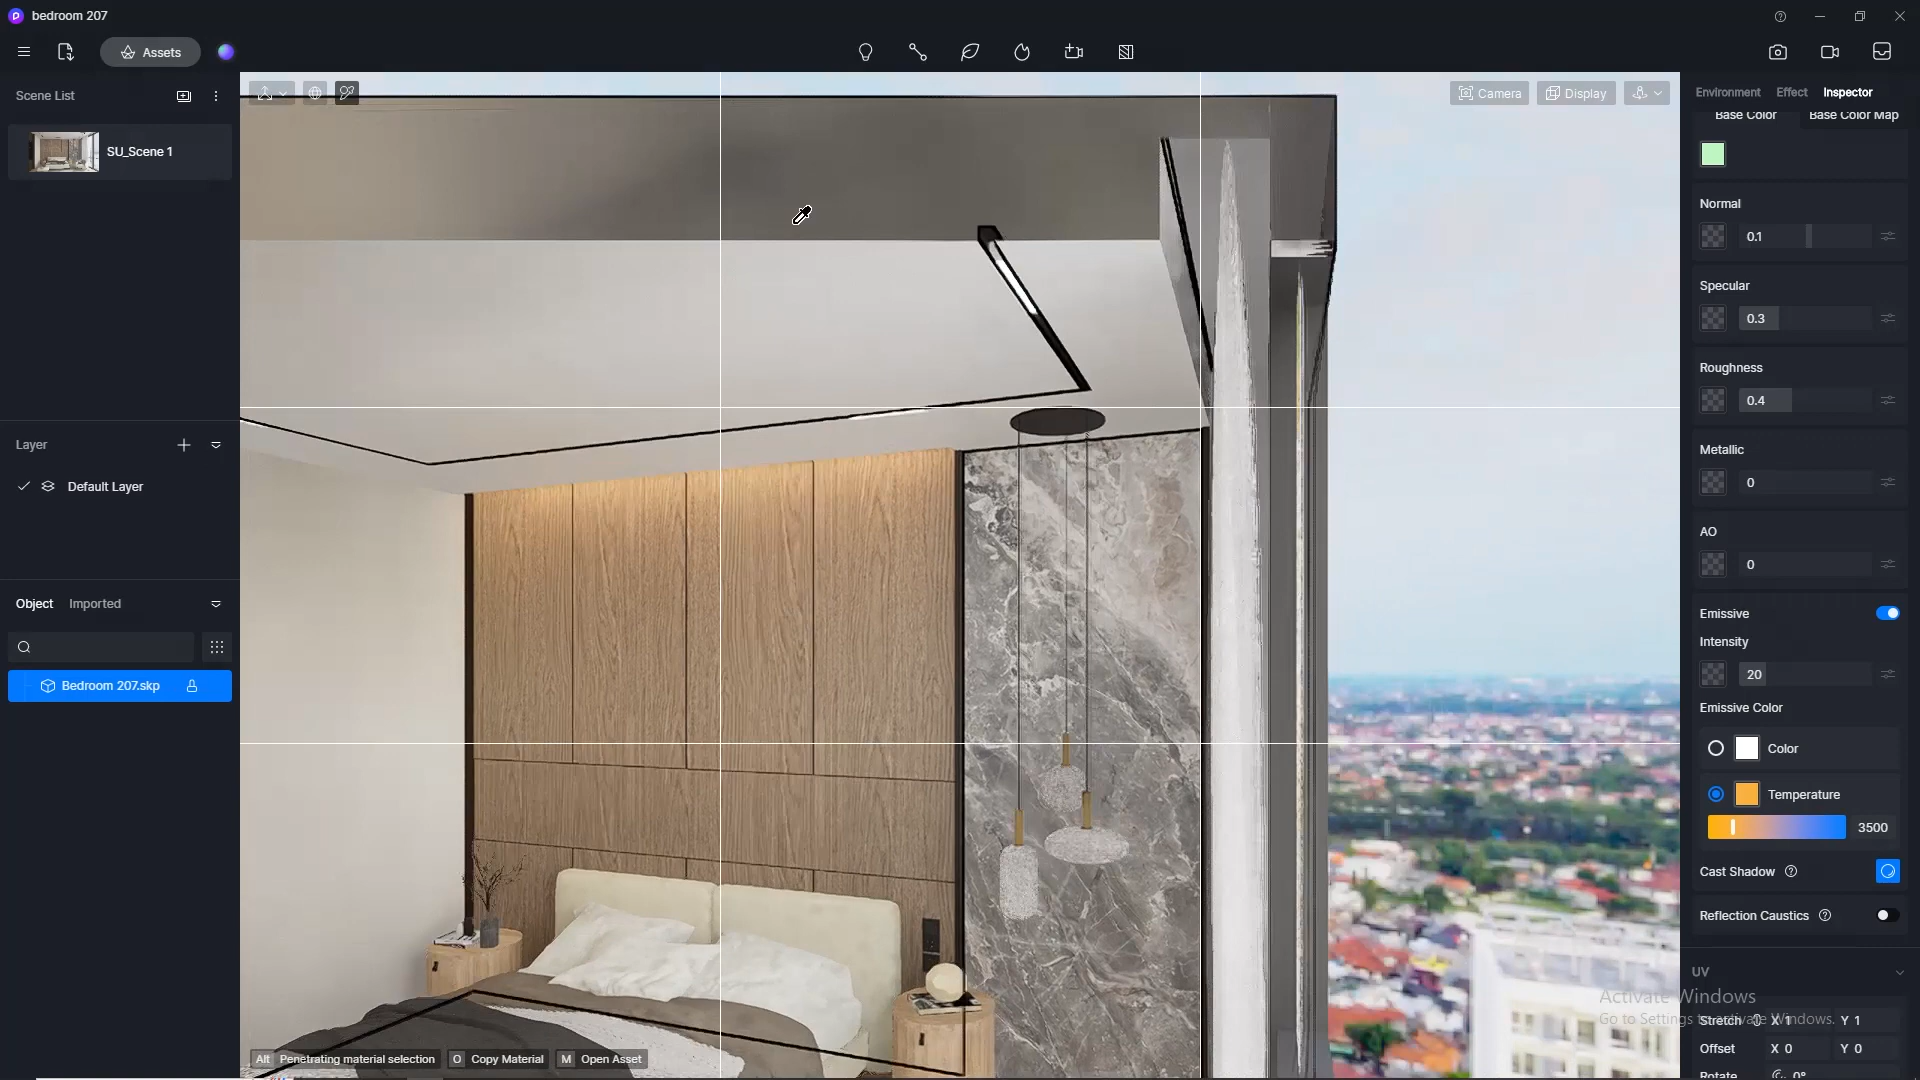 bedroom 207
Assets
Scene List
SU_Scene 1
Layer
Default Layer
Object Imported
Bedroom 207.skp
Camera
Display
Alt Penetrating material selection O Copy Material M Open Asset
Environment Effect Inspector
Base Color Base Color Map
Normal
0.1
Specular
0.3
Roughness
0.4
Metallic
0
AO
0
Emissive
Intensity
20
Emissive Color
Color
Temperature
3500
Cast Shadow
Reflection Caustics
UV
Activate Windows
Go to Settings to activate Windows.
Stretch X 1 Y 1
Offset X 0 Y 0
Rotate 0°